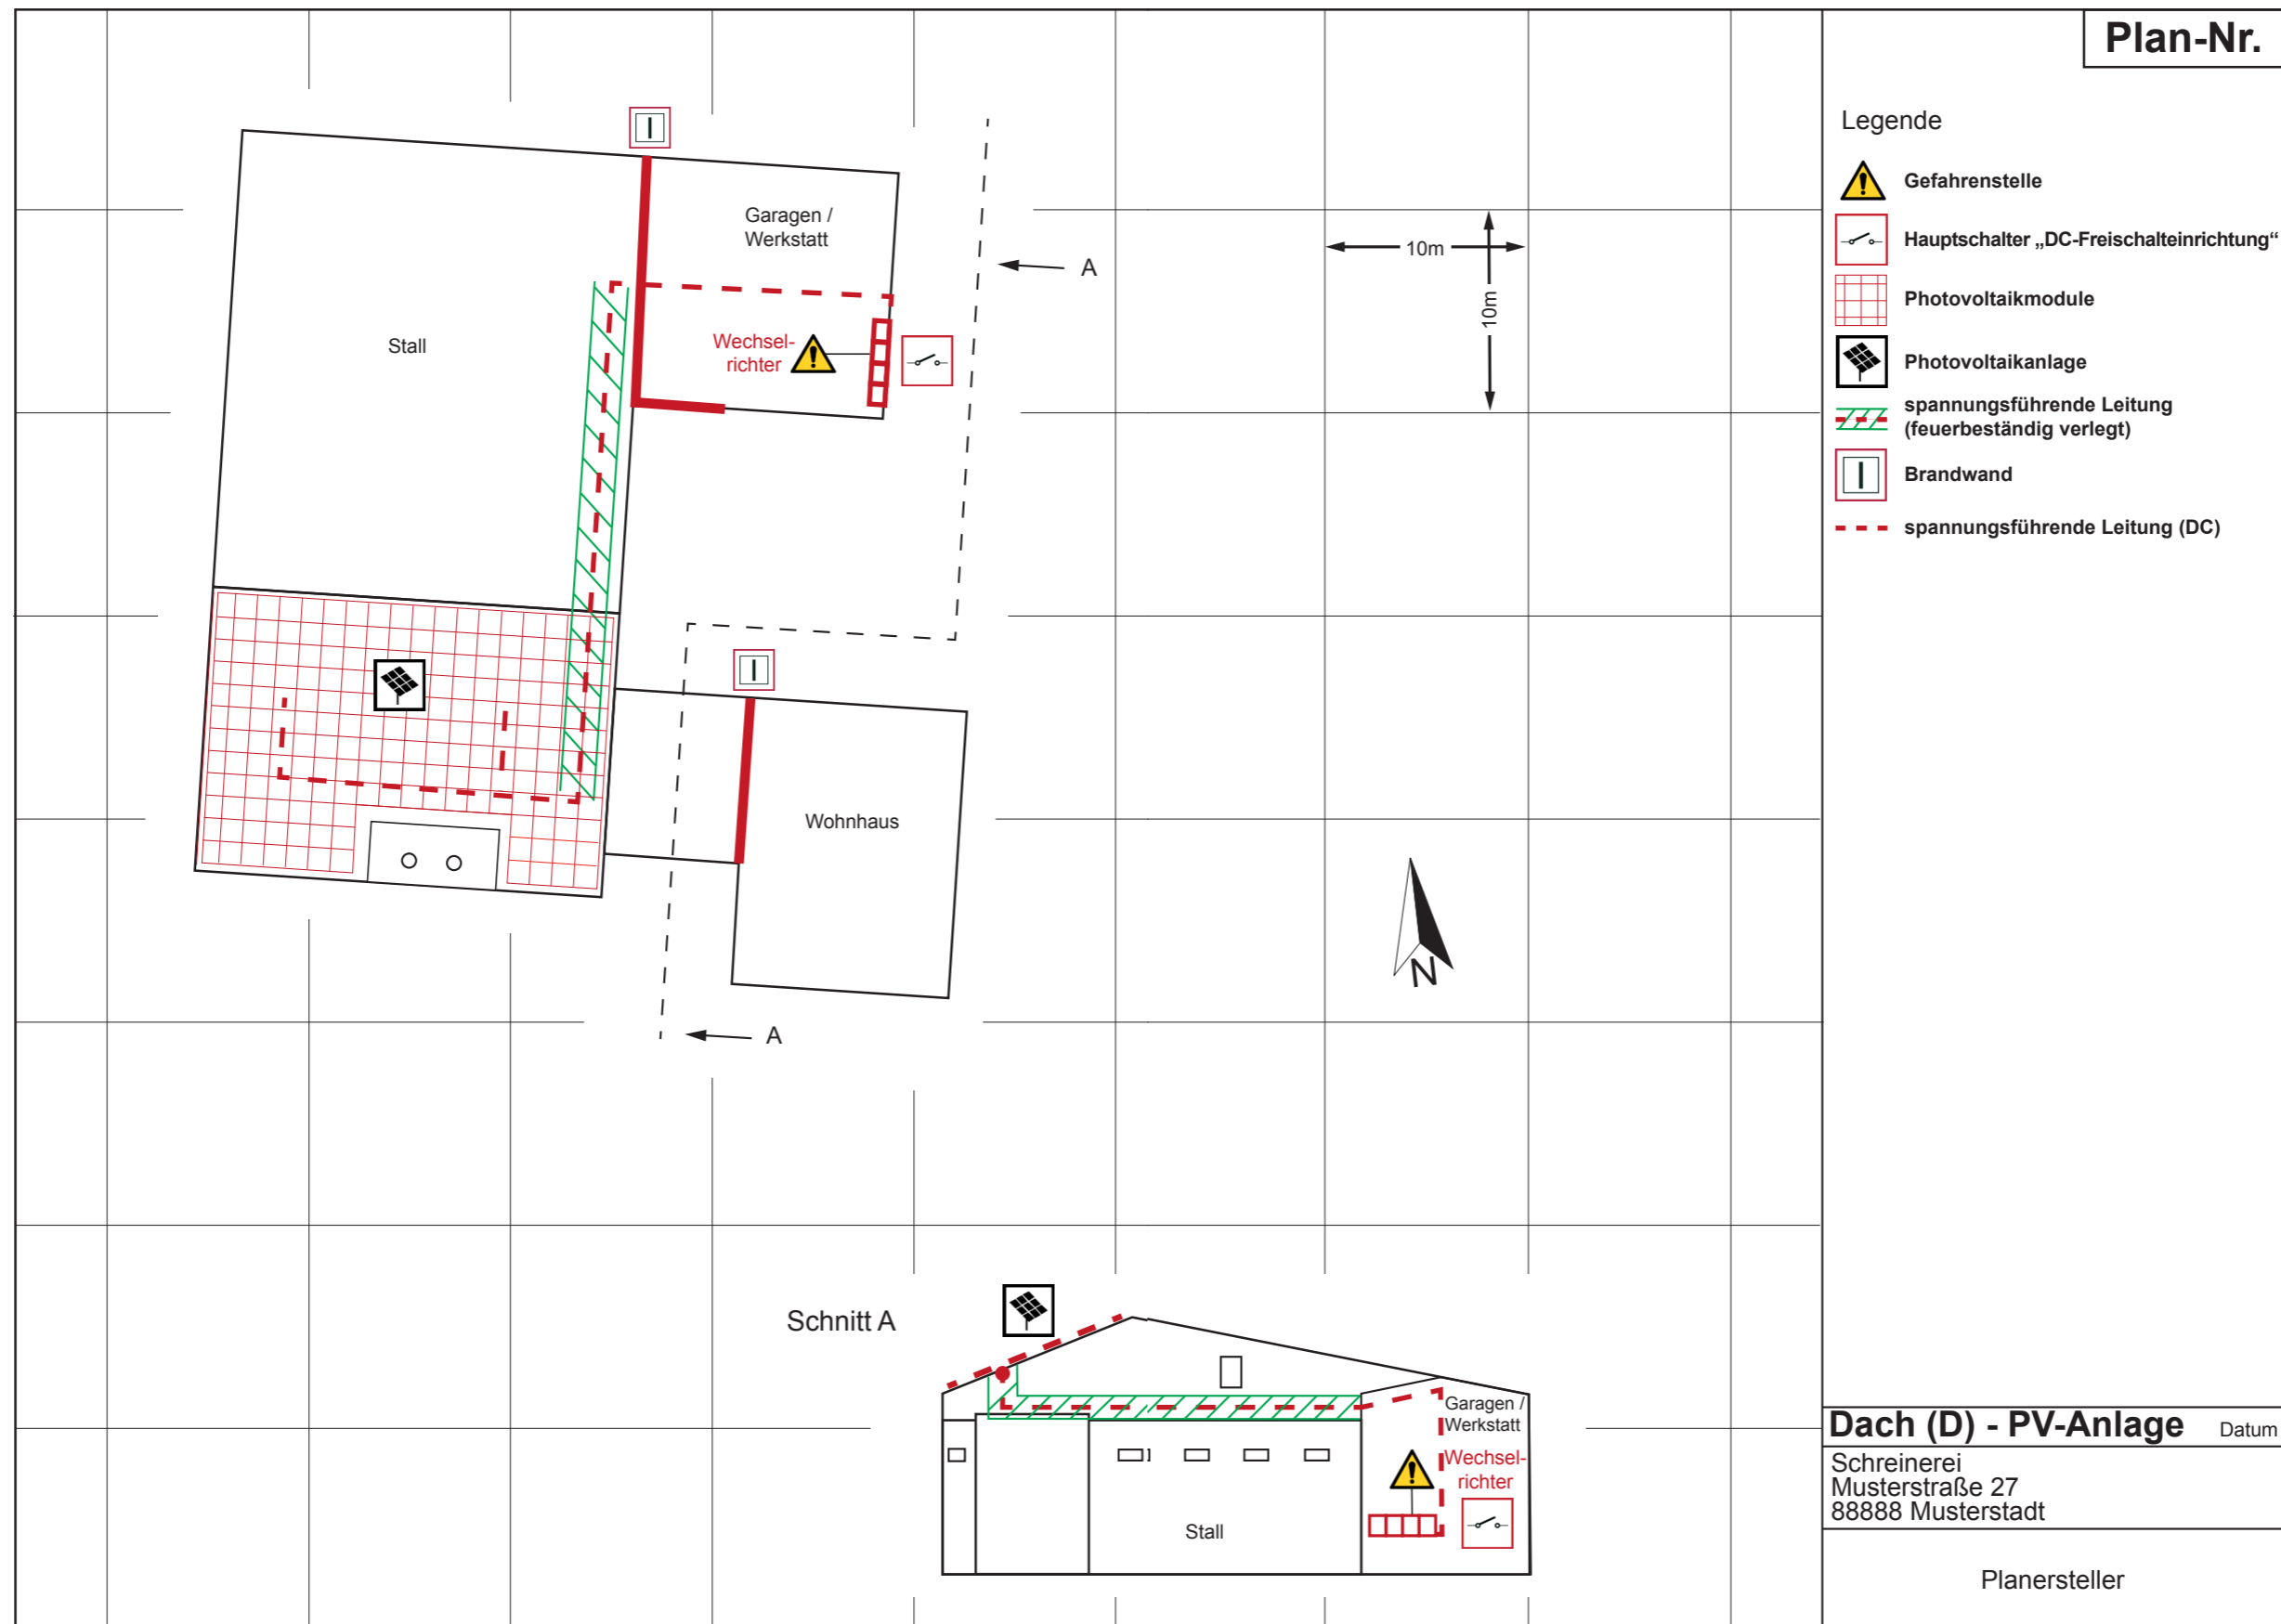 Plan-Nr.
Legende
Gefahrenstelle
Hauptschalter „DC-Freischalteinrichtung“
Photovoltaikmodule
Photovoltaikanlage
spannungsführende Leitung
(feuerbeständig verlegt)
Brandwand
spannungsführende Leitung (DC)
Garagen /
Werkstatt
A
10m
10m
Stall
Wechsel-
richter
Wohnhaus
N
A
Schnitt A
Garagen /
Werkstatt
Wechsel-
richter
Stall
Dach (D) - PV-Anlage Datum
Schreinerei
Musterstraße 27
88888 Musterstadt
Planersteller